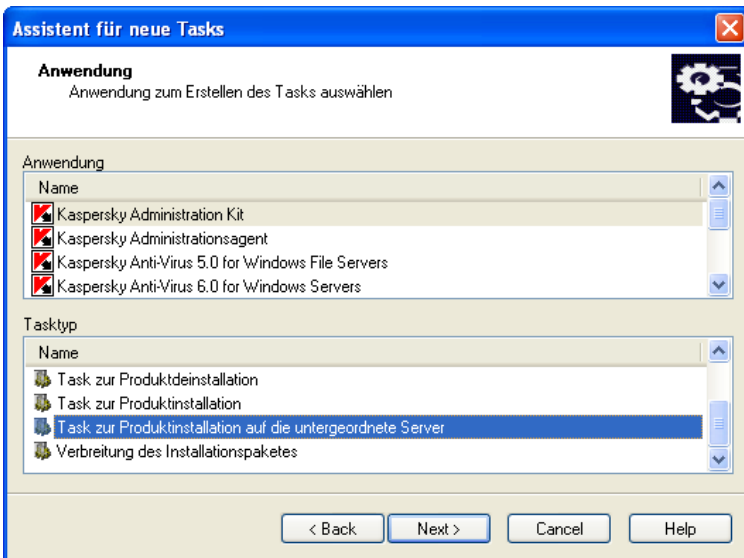 Assistent für neue Tasks
Anwendung
Anwendung zum Erstellen des Tasks auswählen
Anwendung
Name
Kaspersky Administration Kit
Kaspersky Administrationsagent
Kaspersky Anti-Virus 5.0 for Windows File Servers
Kaspersky Anti-Virus 6.0 for Windows Servers
Tasktyp
Name
Task zur Produktdeinstallation
Task zur Produktinstallation
Task zur Produktinstallation auf die untergeordnete Server
Verbreitung des Installationspaketes
< Back Next > Cancel Help